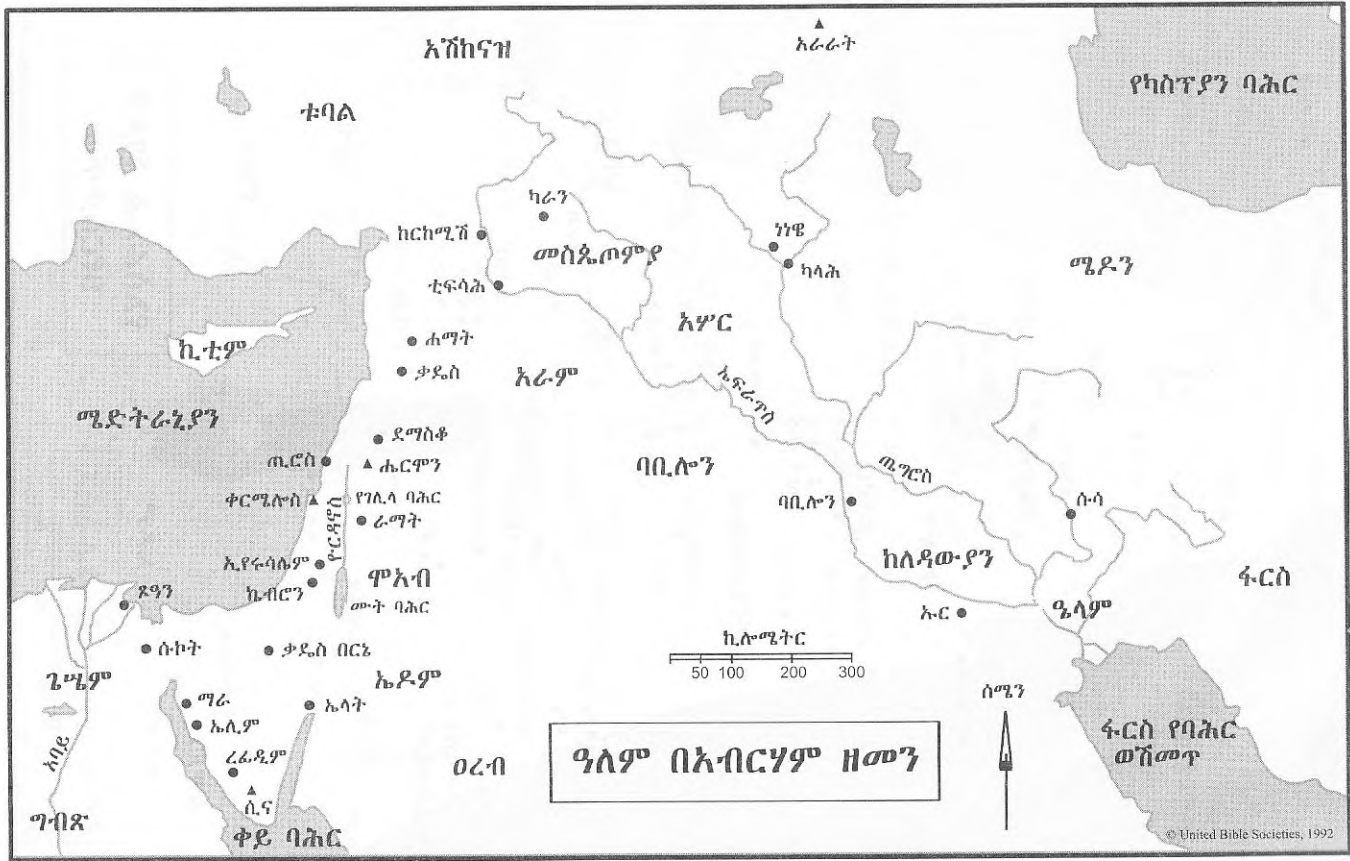 አራራት
አሽከናዝ
የካስፕያን ባሕር
ቱባል
ካራን
ከርከሚሽ
ነነዌ
መስጴጦምያ
ካላሕ
ሜዶን
ቲፍሳሕ
አሦር
ሐማት
ኪቲም
ቃዴስ
አራም
ኤፍራጥስ
ሜድትራኒያን
ደማስቆ
ጢሮስ
ሔርሞን
ባቢሎን
ጤግሮስ
ቀርሜሎስ
የገሊላ ባሕር
ዮርዳኖስ
ራማት
ባቢሎን
ሱሳ
ኢየሩሳሌም
ከለዳውያን
ሞአብ
ፋርስ
ኬብሮን
ሙት ባሕር
ጾዓን
ኡር
ዔላም
ሱኮት
ቃዴስ በርኔ
ኪሎሜትር
50 100 200 300
ጌሤም
ኤዶም
ማራ
ኤላት
ሰሜን
ኤሊም
ፋርስ የባሕር
ወሽመጥ
አባይ
ረፊዲም
ዐረብ
ዓለም በአብርሃም ዘመን
ሲና
ግብጽ
ቀይ ባሕር
© United Bible Societies, 1992